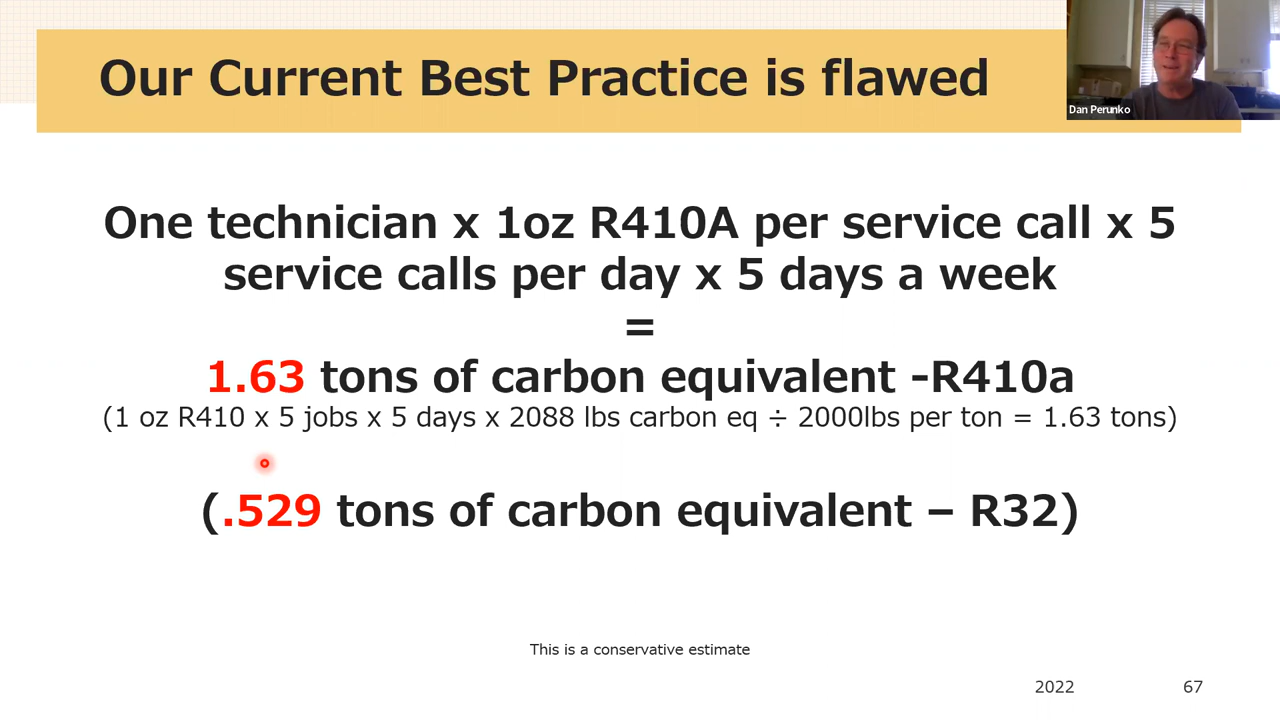 Our Current Best Practice is flawed
Dan Perunko
One technician x 1oz R410A per service call x 5
service calls per day x 5 days a week
=
1.63 tons of carbon equivalent -R410a
(1 oz R410 x 5 jobs x 5 days x 2088 lbs carbon eq ÷ 2000lbs per ton = 1.63 tons)
(.529 tons of carbon equivalent – R32)
This is a conservative estimate
2022
67